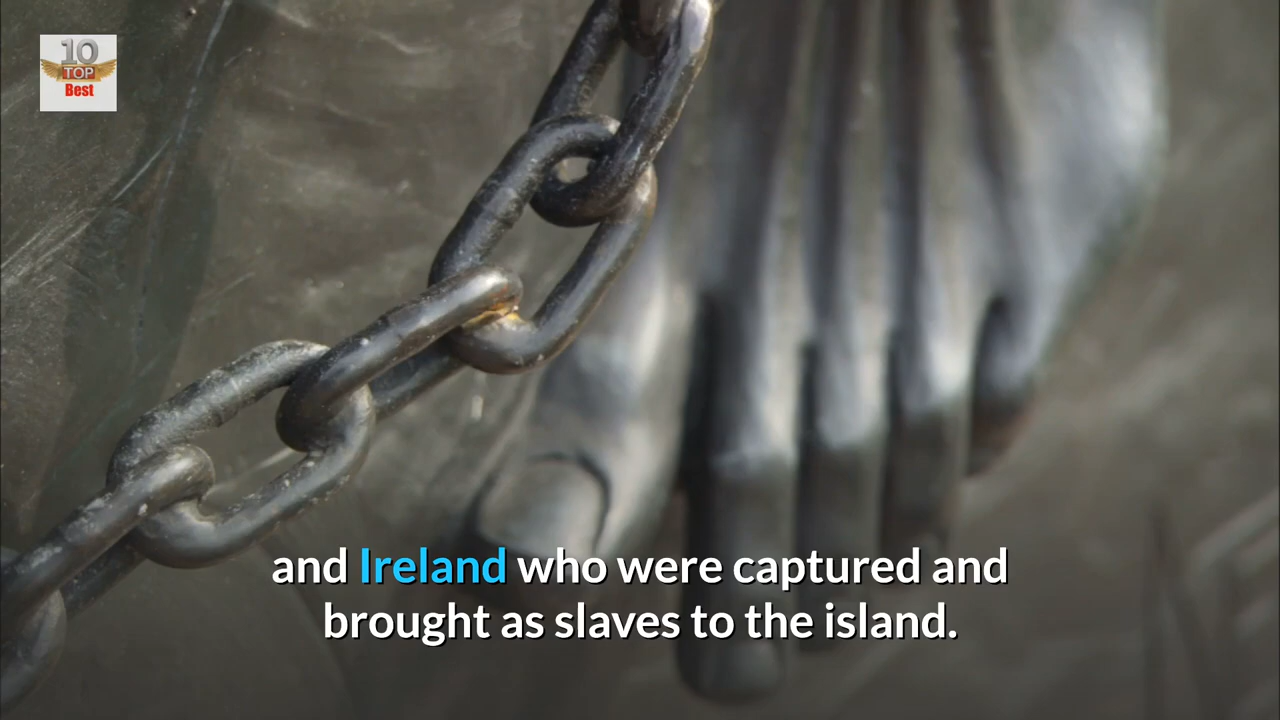 10
TOP
Best
and Ireland who were captured and
brought as slaves to the island.